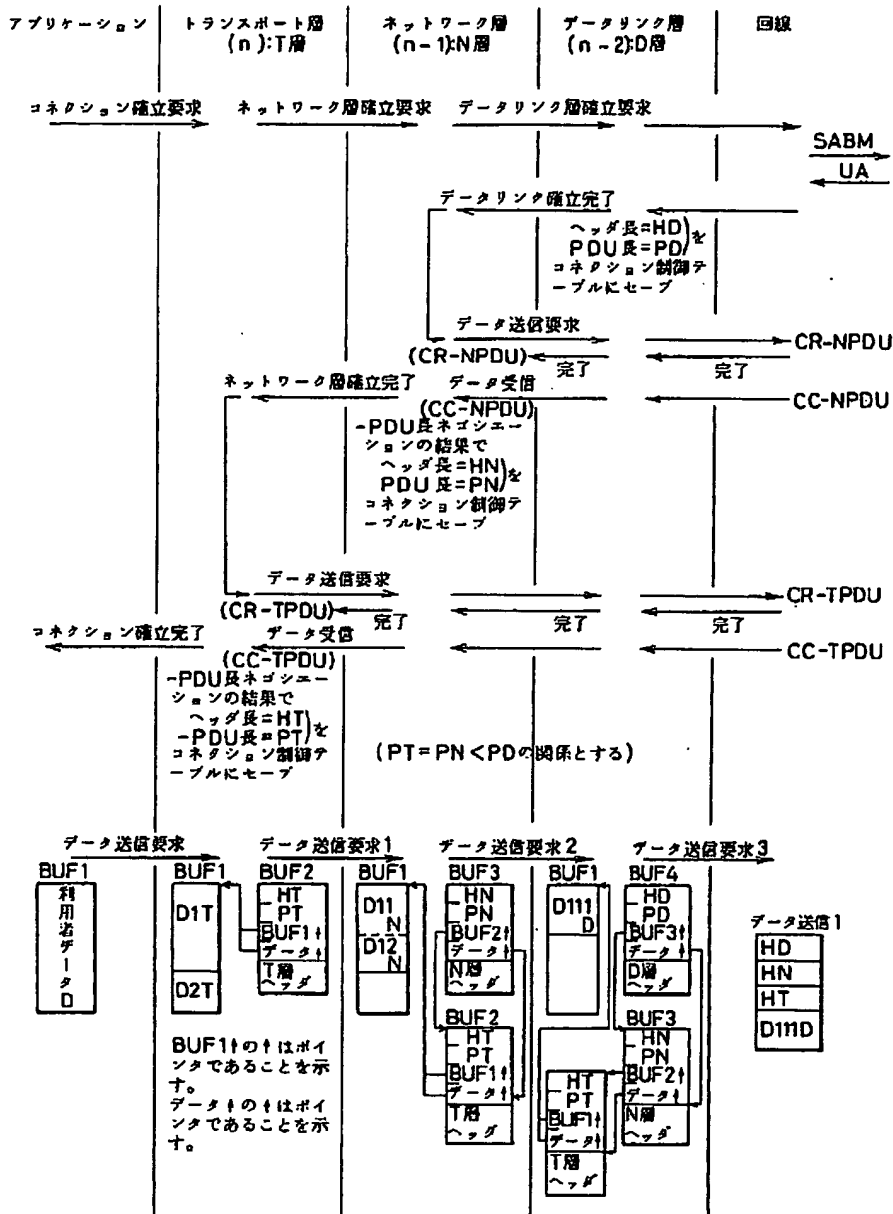 アプリケーション
トランスポート層
(n):T層
ネットワーク層
(n-1):N層
データリンク層
(n-2):D層
回線
コネクション確立要求
ネットワーク層確立要求
データリンク層確立要求
SABM
UA
データリンク確立完了
ヘッダ長=HD
PDU長=PD
を
コネクション制御テ
ーブルにセーブ
データ送信要求
CR-NPDU
(CR-NPDU)
完了
完了
ネットワーク層確立完了
データ受信
CC-NPDU
(CC-NPDU)
-PDU長ネゴシエー
ションの結果で
ヘッダ長=HN
PDU長=PN
を
コネクション制御テ
ーブルにセーブ
データ送信要求
CR-TPDU
(CR-TPDU)
完了
完了
完了
コネクション確立完了
データ受信
CC-TPDU
(CC-TPDU)
-PDU長ネゴシエー
ションの結果で
ヘッダ長=HT
-PDU長=PT
を
コネクション制御テ
ーブルにセーブ
(PT=PN<PDの関係とする)
データ送信要求
データ送信要求1
データ送信要求2
データ送信要求3
BUF1
利用者データD
BUF1
D1T
D2T
BUF2
HT
PT
BUF1↑
データ↑
T層
ヘッダ
BUF1
D11
N
D12
N
BUF3
HN
PN
BUF2↑
データ↑
N層
ヘッダ
BUF2
HT
PT
BUF1↑
データ↑
T層
ヘッダ
BUF1
D111
D
HT
PT
BUF1↑
データ↑
T層
ヘッダ
BUF4
HD
PD
BUF3↑
データ↑
D層
ヘッダ
BUF3
HN
PN
BUF2↑
データ↑
N層
ヘッダ
データ送信1
HD
HN
HT
D111D
BUF1↑の↑はポイ
ンタであることを示
す。
データ↑の↑はポイ
ンタであることを示
す。